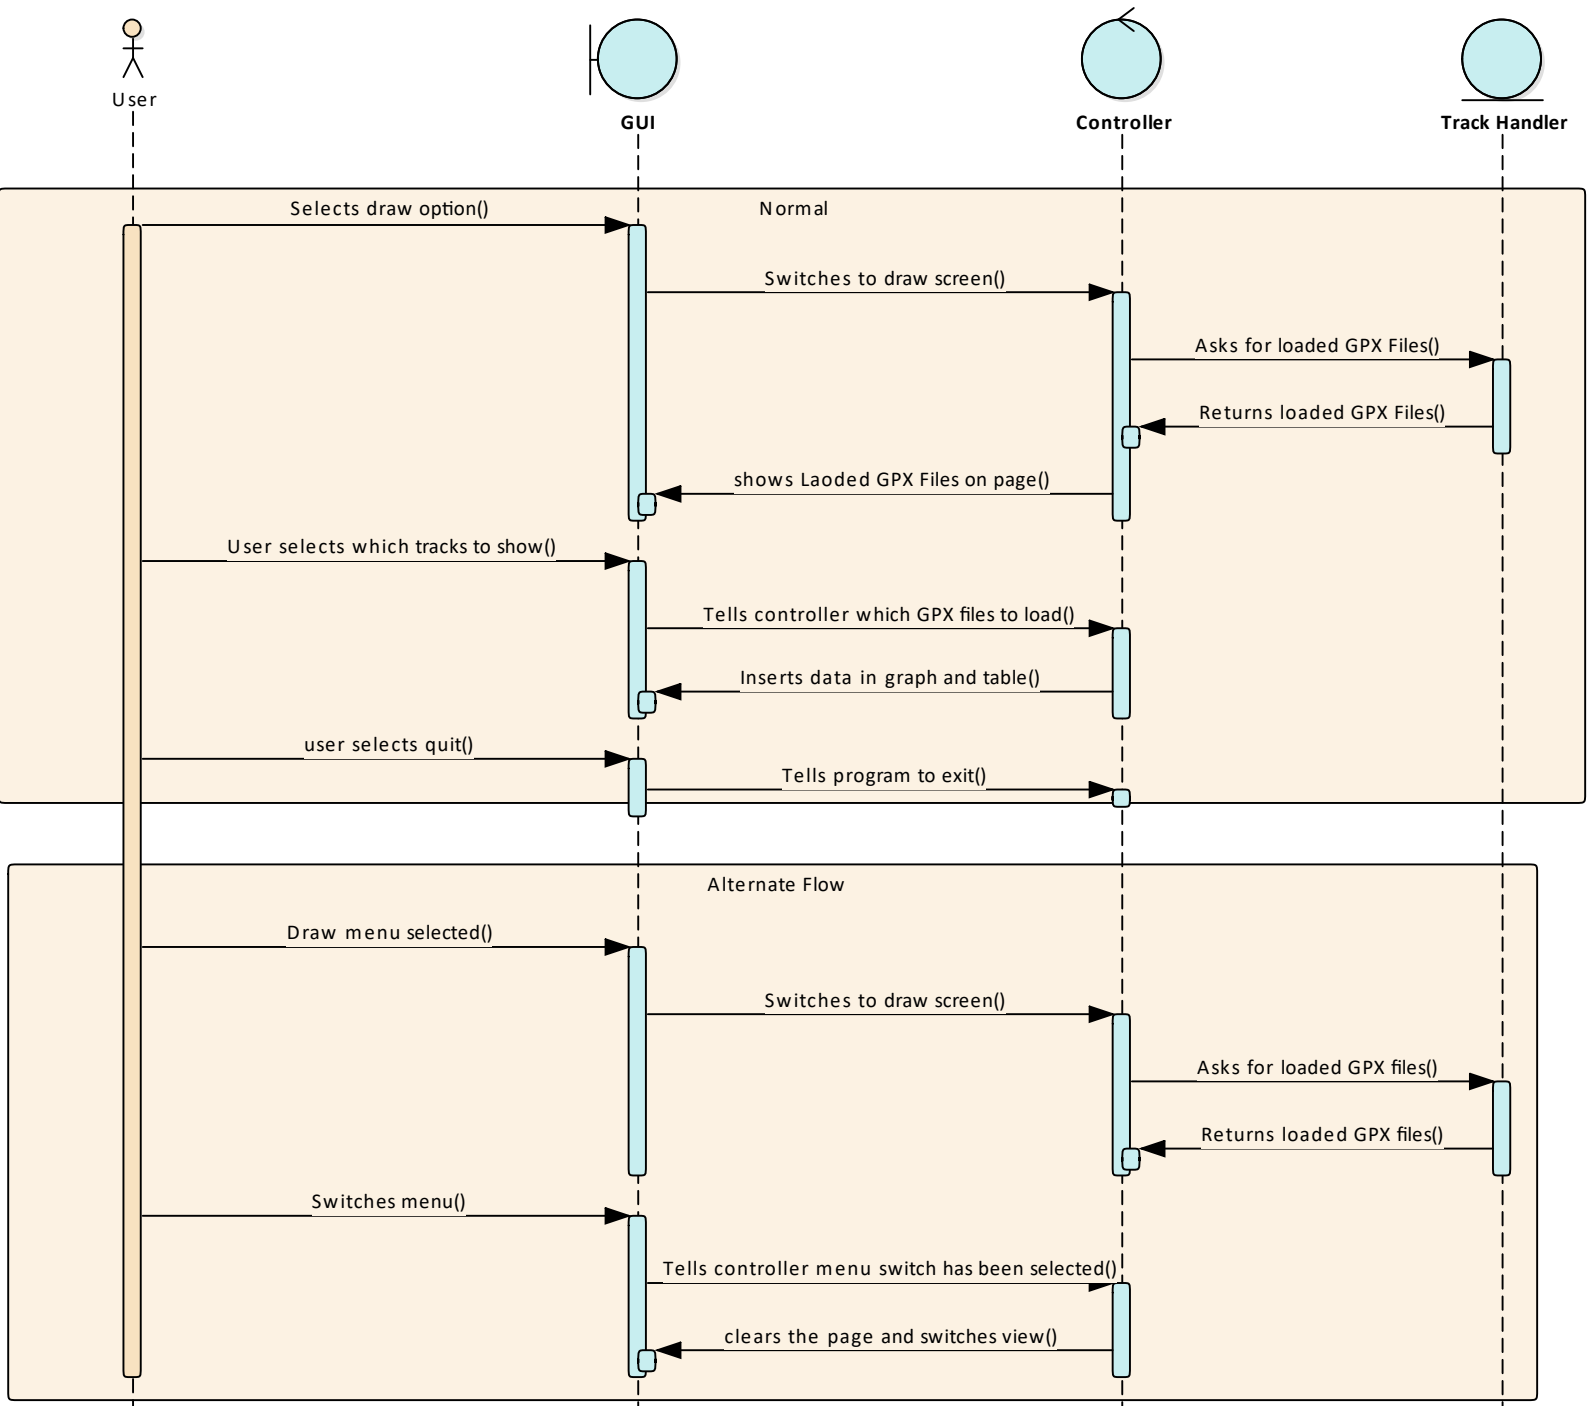 User
GUI
Controller
Track Handler
Selects draw option()
Normal
Switches to draw screen()
Asks for loaded GPX Files()
Returns loaded GPX Files()
shows Laoded GPX Files on page()
User selects which tracks to show()
Tells controller which GPX files to load()
Inserts data in graph and table()
user selects quit()
Tells program to exit()
Alternate Flow
Draw menu selected()
Switches to draw screen()
Asks for loaded GPX files()
Returns loaded GPX files()
Switches menu()
Tells controller menu switch has been selected()
clears the page and switches view()